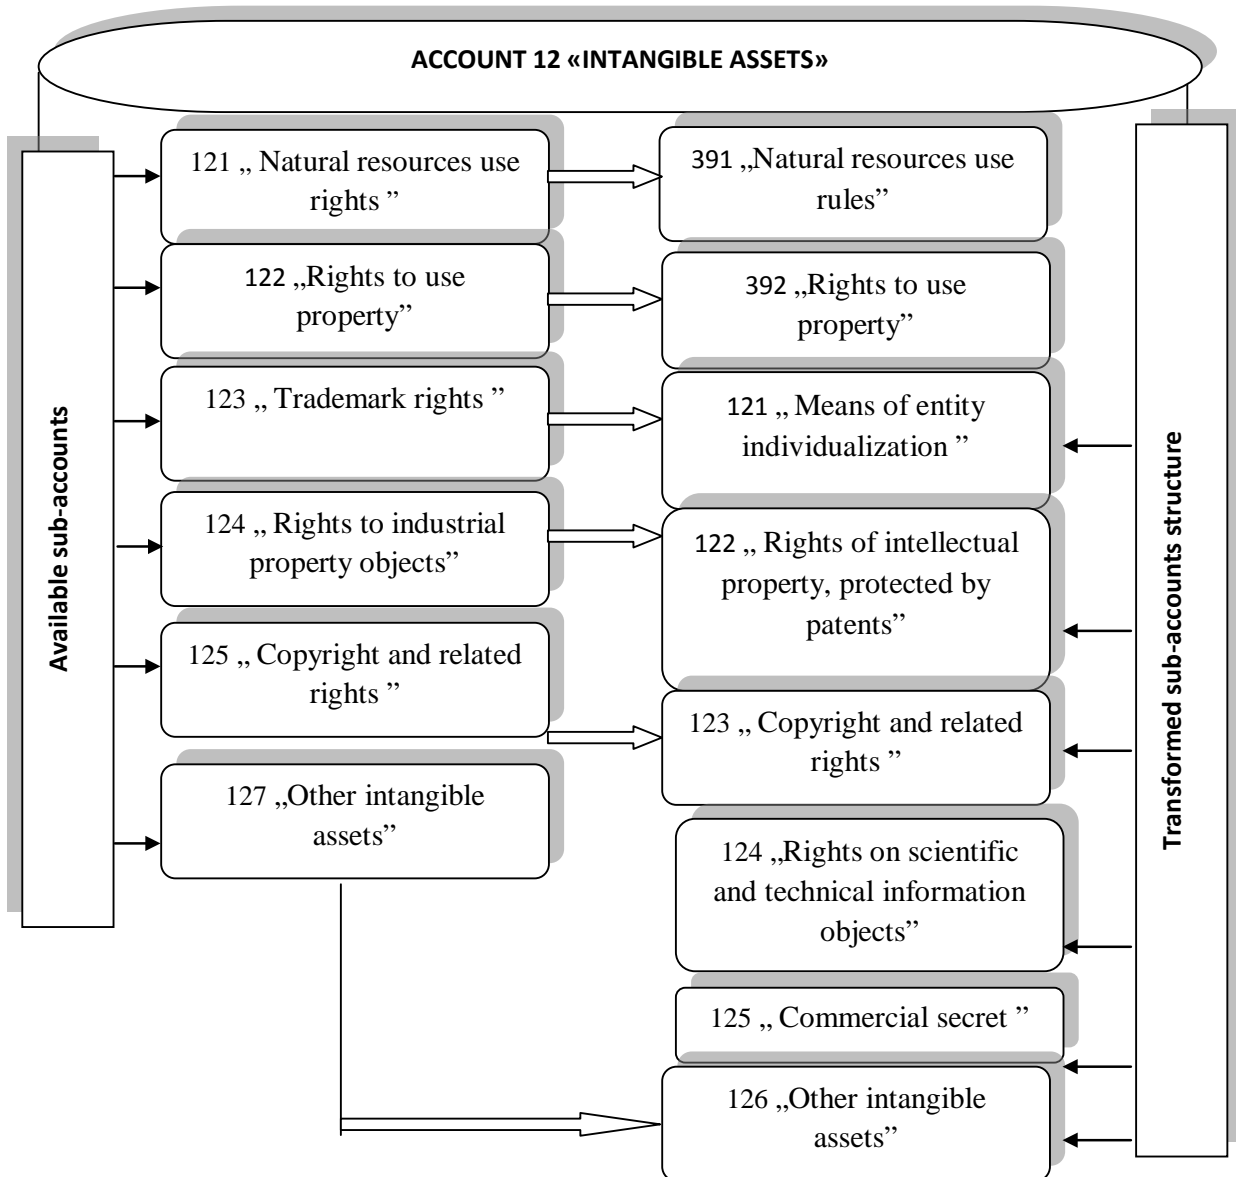 ACCOUNT 12 «INTANGIBLE ASSETS»
Available sub-accounts
121 „ Natural resources use
rights ”
122 „Rights to use
property”
123 „ Trademark rights ”
124 „ Rights to industrial
property objects”
125 „ Copyright and related
rights ”
127 „Other intangible
assets”
391 „Natural resources use
rules”
392 „Rights to use
property”
121 „ Means of entity
individualization ”
122 „ Rights of intellectual
property, protected by
patents”
123 „ Copyright and related
rights ”
124 „Rights on scientific
and technical information
objects”
125 „ Commercial secret ”
126 „Other intangible
assets”
Transformed sub-accounts structure